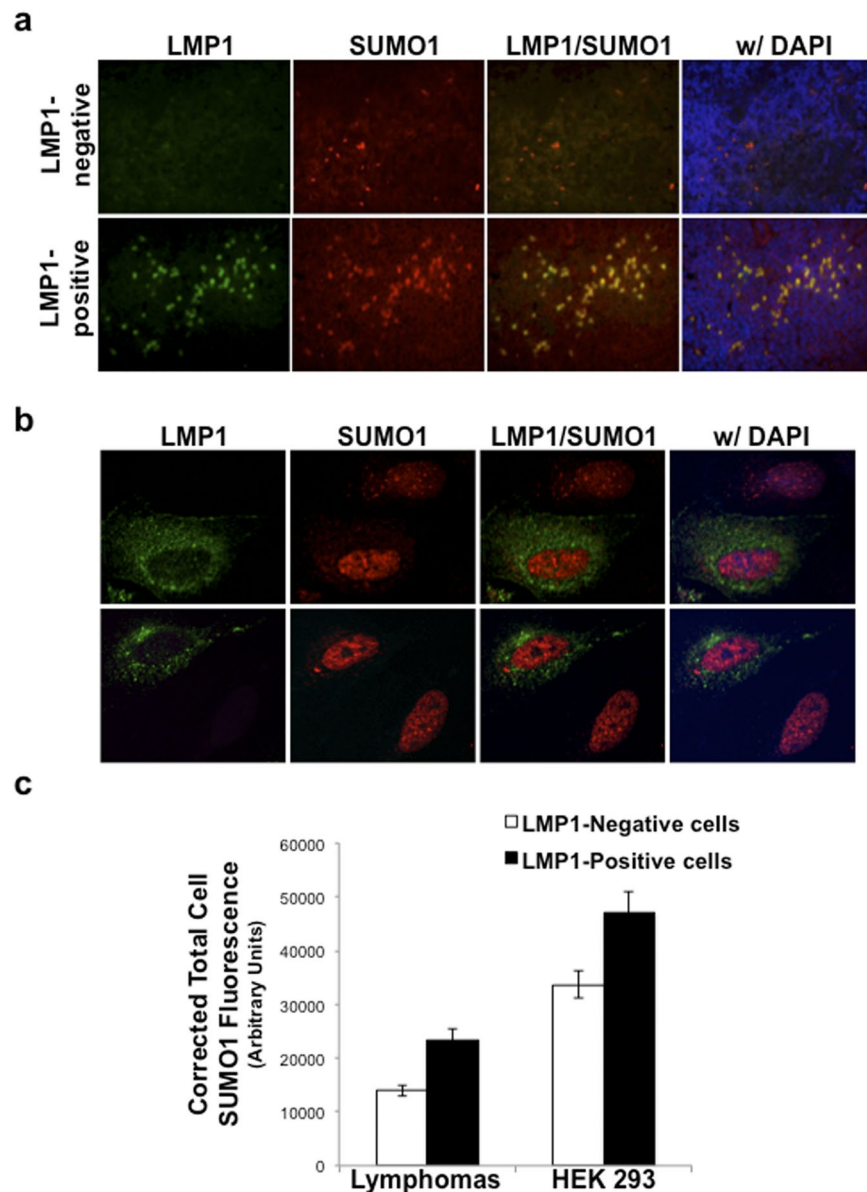 a
LMP1 SUMO1 LMP1/SUMO1 w/ DAPI
LMP1-
negative
LMP1-
positive
b
LMP1 SUMO1 LMP1/SUMO1 w/ DAPI
c
LMP1-Negative cells
LMP1-Positive cells
Corrected Total Cell
SUMO1 Fluorescence
(Arbitrary Units)
60000
50000
40000
30000
20000
10000
0
Lymphomas HEK 293